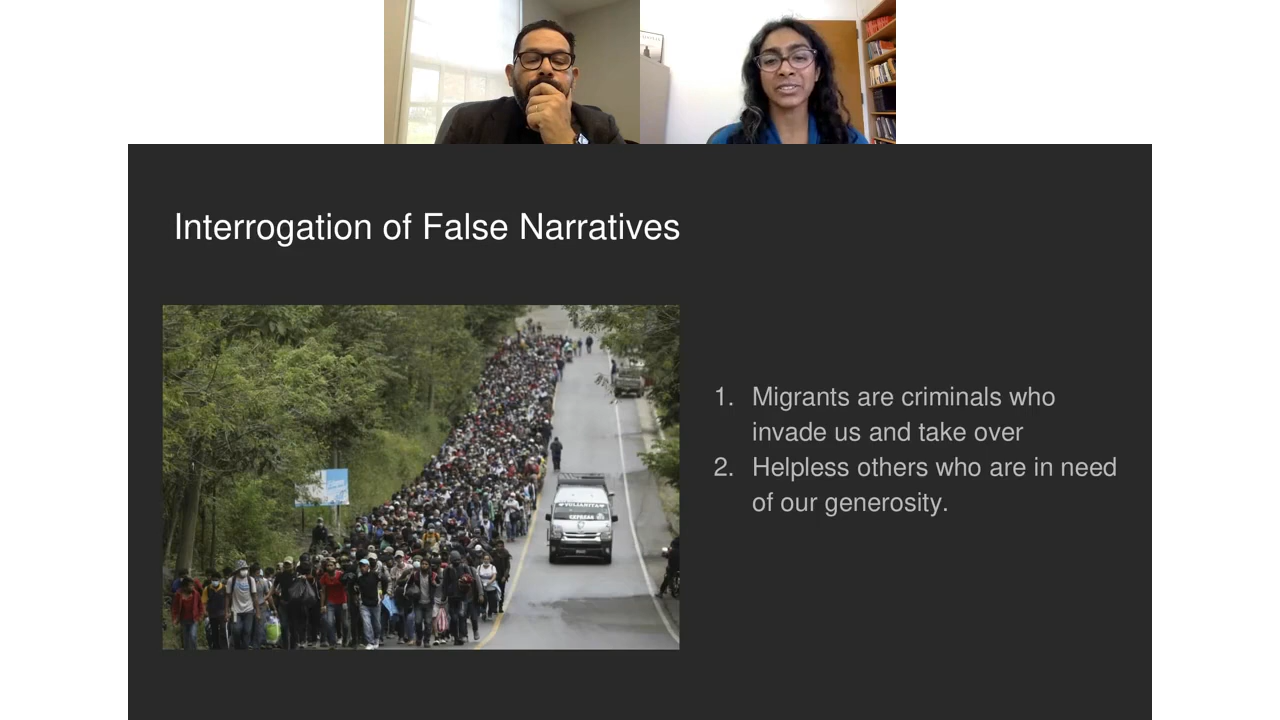 Interrogation of False Narratives
1. Migrants are criminals who
invade us and take over
2. Helpless others who are in need
of our generosity.